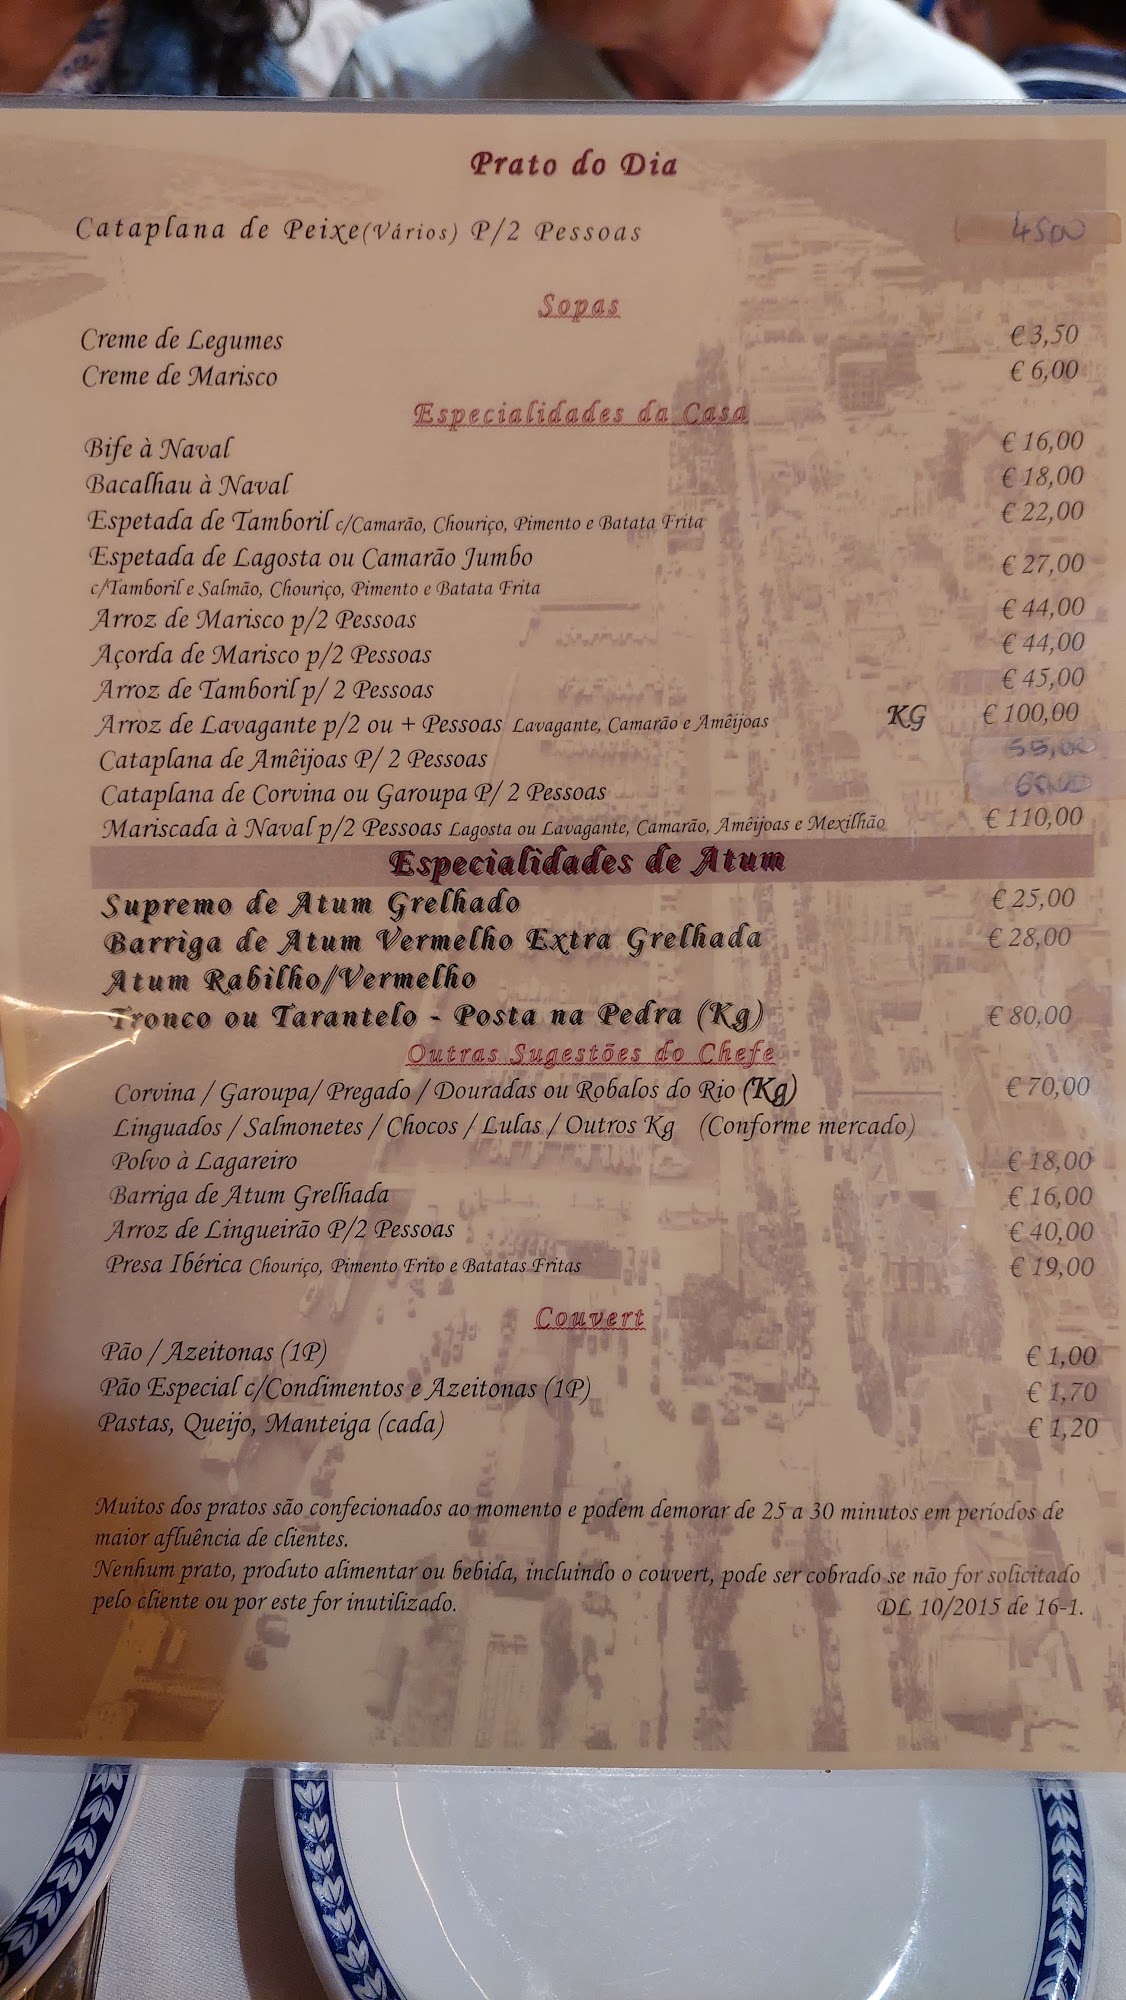 Prato do Dia
Cataplana de Peixe(Vários) P/2 Pessoas 45,00
Sopas
Creme de Legumes € 3,50
Creme de Marisco € 6,00
Especialidades da Casa
Bife à Naval € 16,00
Bacalhau à Naval € 18,00
Espetada de Tamboril c/Camarão, Chouriço, Pimento e Batata Frita € 22,00
Espetada de Lagosta ou Camarão Jumbo € 27,00
c/Tamboril e Salmão, Chouriço, Pimento e Batata Frita
Arroz de Marisco p/2 Pessoas € 44,00
Açorda de Marisco p/2 Pessoas € 44,00
Arroz de Tamboril p/ 2 Pessoas € 45,00
Arroz de Lavagante p/2 ou + Pessoas Lavagante, Camarão e Amêijoas KG € 100,00
Cataplana de Amêijoas P/ 2 Pessoas 55,00
Cataplana de Corvina ou Garoupa P/ 2 Pessoas 60,00
Mariscada à Naval p/2 Pessoas Lagosta ou Lavagante, Camarão, Amêijoas e Mexilhão € 110,00
Especialidades de Atum
Supremo de Atum Grelhado € 25,00
Barriga de Atum Vermelho Extra Grelhada € 28,00
Atum Rabilho/Vermelho
Tronco ou Tarantelo - Posta na Pedra (Kg) € 80,00
Outras Sugestões do Chefe
Corvina / Garoupa/ Pregado / Douradas ou Robalos do Rio (Kg) € 70,00
Linguados / Salmonetes / Chocos / Lulas / Outros Kg (Conforme mercado)
Polvo à Lagareiro € 18,00
Barriga de Atum Grelhada € 16,00
Arroz de Lingueirão P/2 Pessoas € 40,00
Presa Ibérica Chouriço, Pimento Frito e Batatas Fritas € 19,00
Couvert
Pão / Azeitonas (1P) € 1,00
Pão Especial c/Condimentos e Azeitonas (1P) € 1,70
Pastas, Queijo, Manteiga (cada) € 1,20
Muitos dos pratos são confecionados ao momento e podem demorar de 25 a 30 minutos em períodos de
maior afluência de clientes.
Nenhum prato, produto alimentar ou bebida, incluindo o couvert, pode ser cobrado se não for solicitado
pelo cliente ou por este for inutilizado. DL 10/2015 de 16-1.